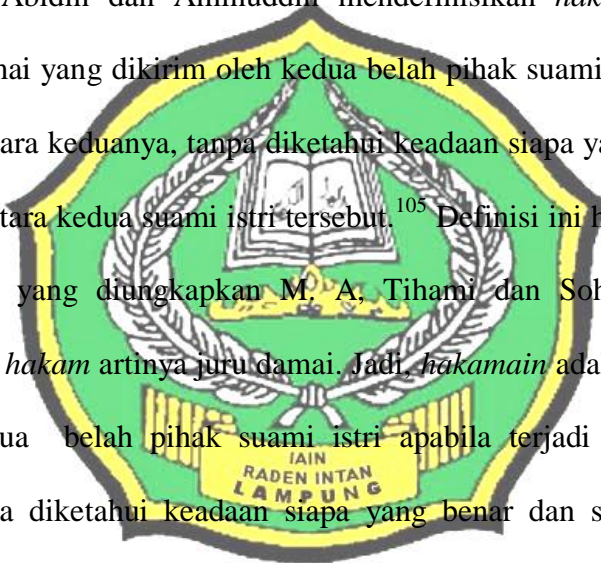 Abidin dan Aminuddin mendefinisikan
nai yang dikirim oleh kedua belah pihak suami
ara keduanya, tanpa diketahui keadaan siapa ya
tara kedua suami istri tersebut.105 Definisi ini h
yang diungkapkan M. A, Tihami dan Soh
hakam artinya juru damai. Jadi, hakamain ada
ua belah pihak suami istri apabila terjadi
a diketahui keadaan siapa yang benar dan s
IAIN
RADEN INTAN
LAMPUNG